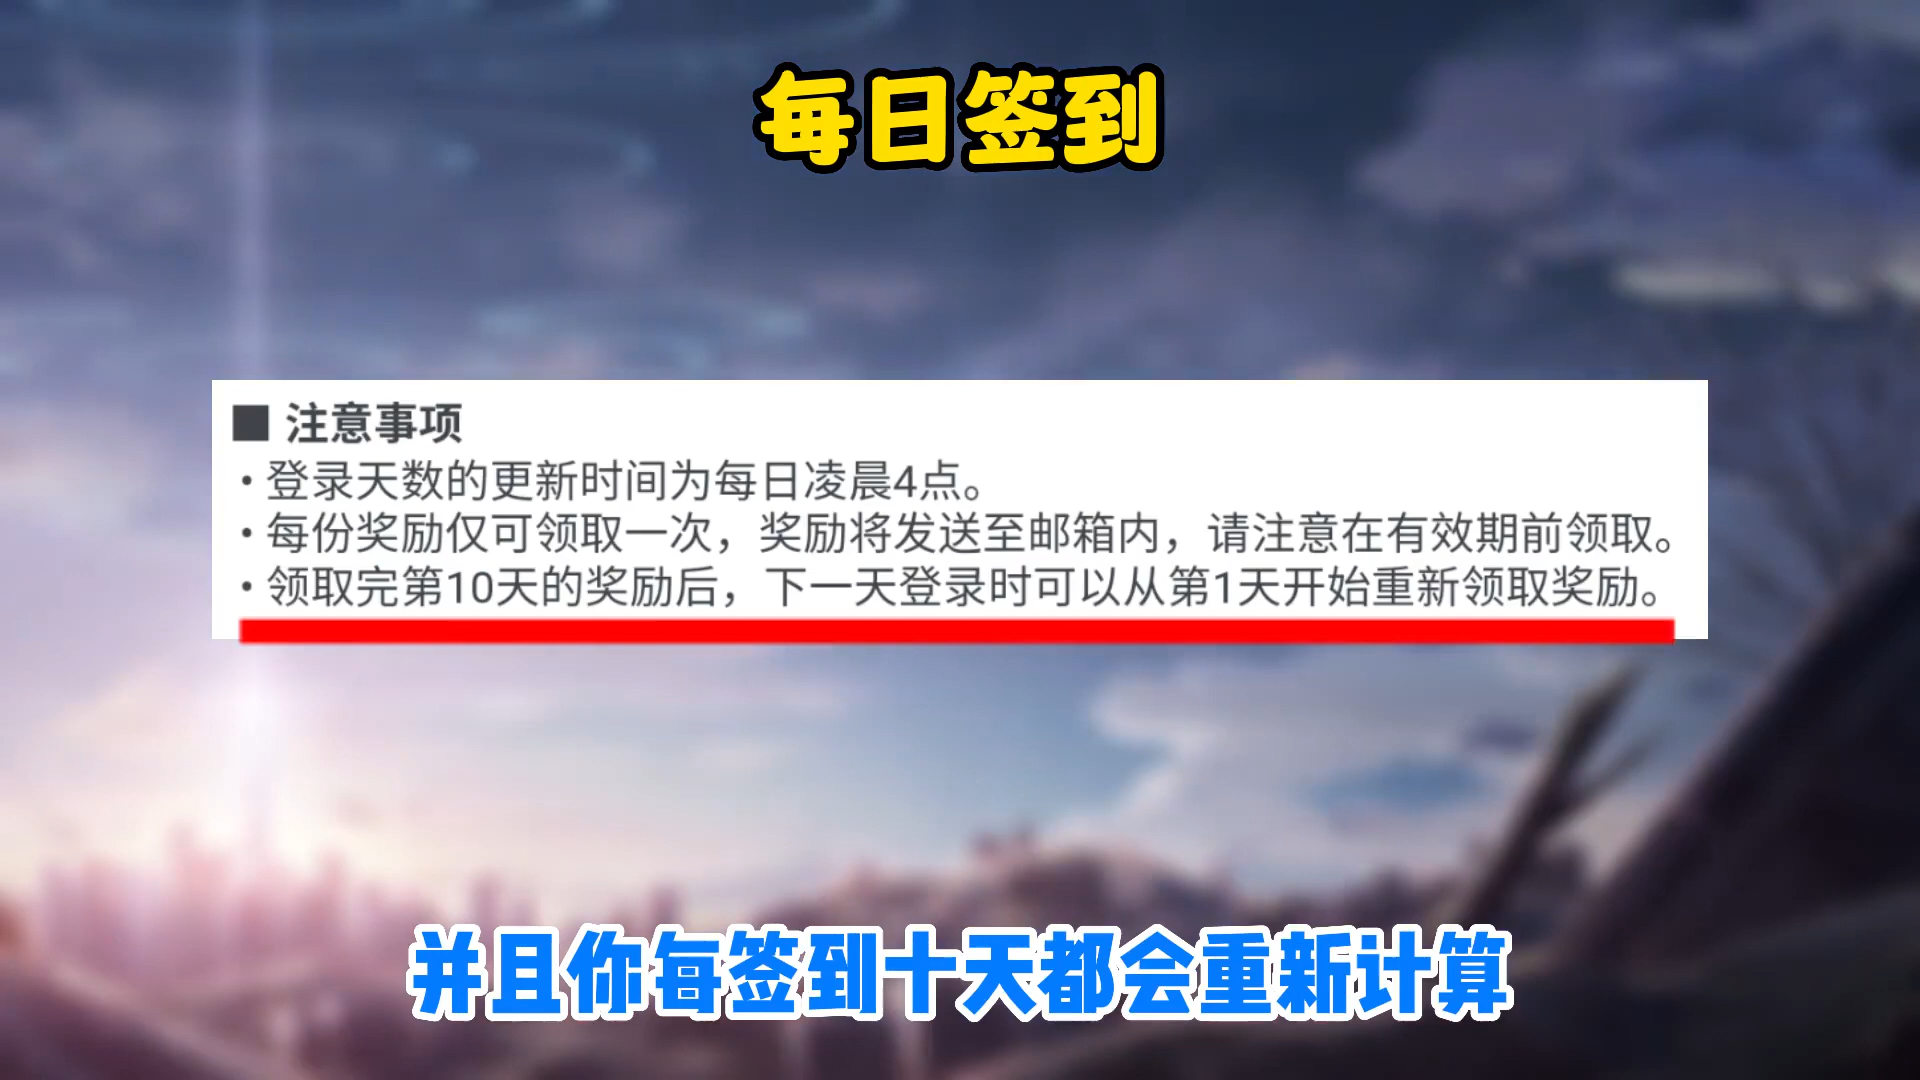 每日签到
■ 注意事项
・登录天数的更新时间为每日凌晨4点。
・每份奖励仅可领取一次，奖励将发送至邮箱内，请注意在有效期前领取。
・领取完第10天的奖励后，下一天登录时可以从第1天开始重新领取奖励。
并且你每签到十天都会重新计算